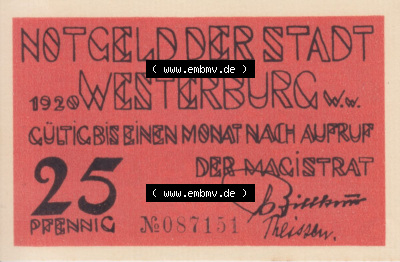 NOTGELD DER STADT
( www.embmv.de )
1920 WESTERBURG W.w.
GÜLTIG BIS EINEN MONAT NACH AUFRUF
DER MAGISTRAT
25
( www.embmv.de )
PFENNIG №087151
Theissen.